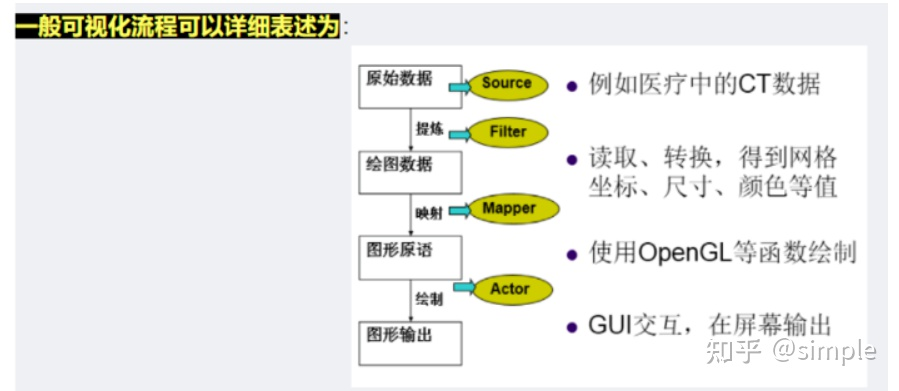 一般可视化流程可以详细表述为：
原始数据
Source
例如医疗中的CT数据
提炼
Filter
绘图数据
读取、转换，得到网格
坐标、尺寸、颜色等值
映射
Mapper
图形原语
使用OpenGL等函数绘制
绘制
Actor
图形输出
GUI交互，在屏幕输出
知乎 @simple